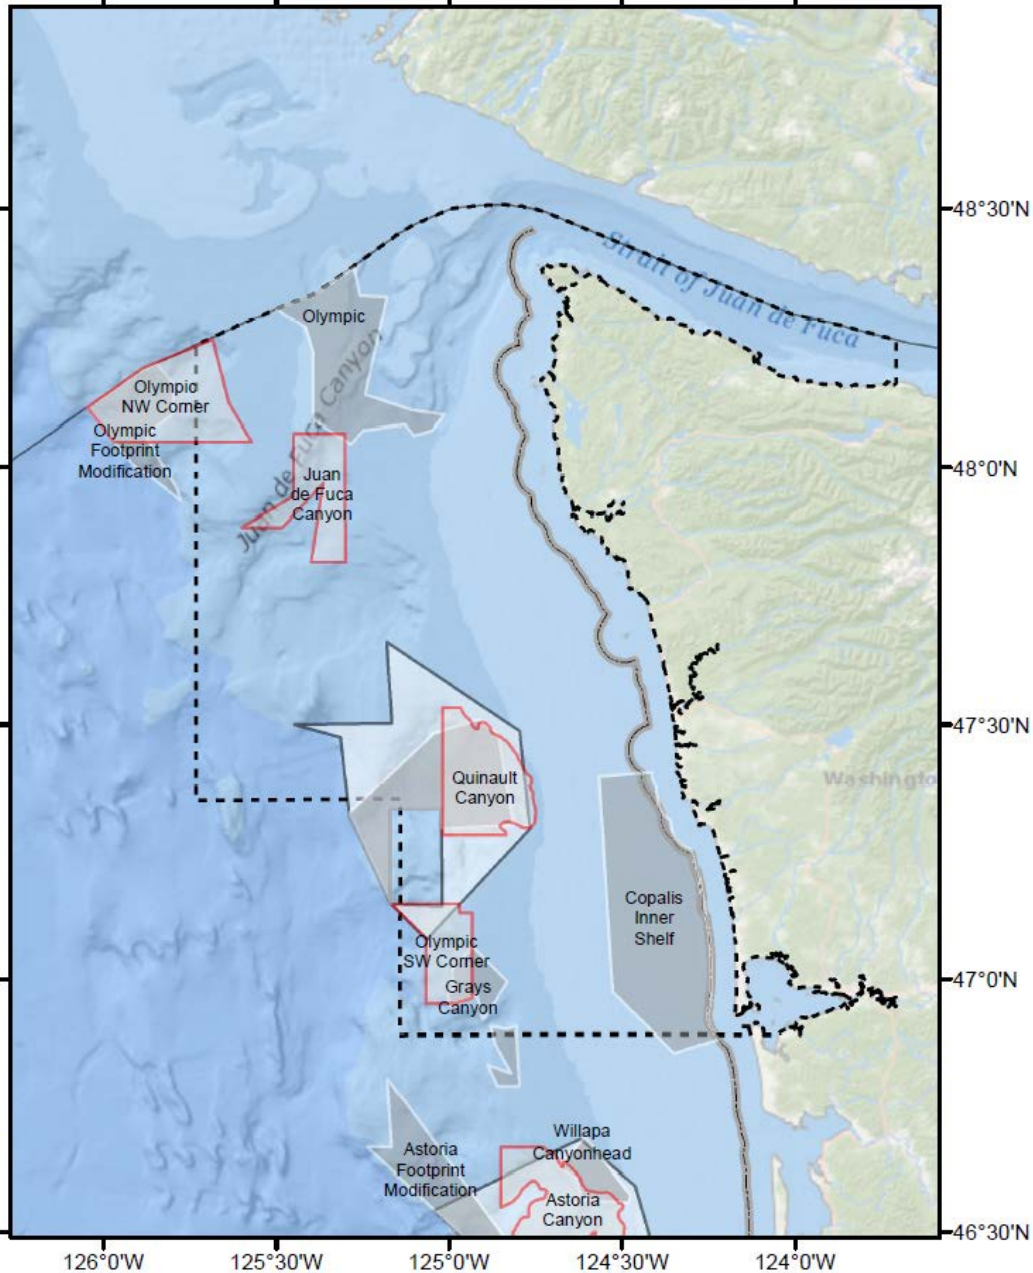 48°30'N
Strait of Juan de Fuca
Olympic
Juan de Fuca Canyon
Olympic
NW Corner
Olympic
Footprint
Modification
48°0'N
Juan
de Fuca
Canyon
47°30'N
Quinault
Canyon
Washingto
Copalis
Inner
Shelf
Olympic
SW Corner
47°0'N
Grays
Canyon
Willapa
Canyonhead
Astoria
Footprint
Modification
Astoria
Canyon
46°30'N
126°0'W
125°30'W
125°0'W
124°30'W
124°0'W